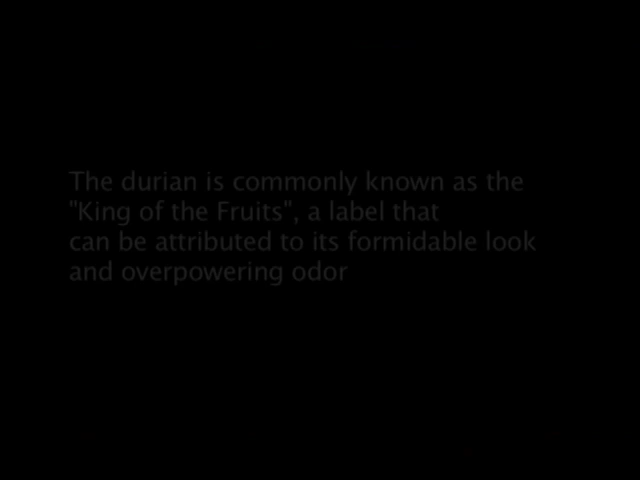 The durian is commonly known as the
"King of the Fruits", a label that
can be attributed to its formidable look
and overpowering odor